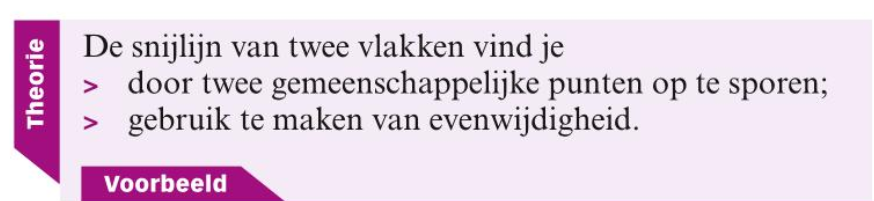 Theorie
De snijlijn van twee vlakken vind je
> door twee gemeenschappelijke punten op te sporen;
> gebruik te maken van evenwijdigheid.
Voorbeeld